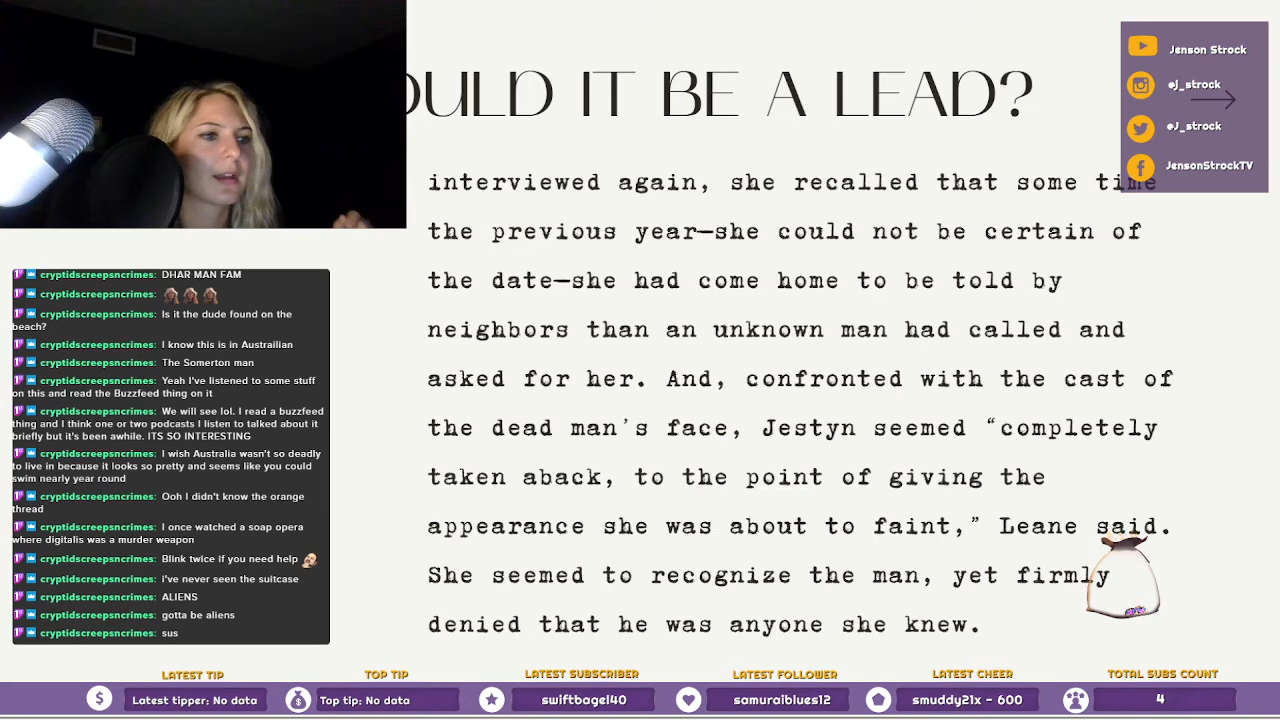 OULD IT BE A LEAD?
Jenson Strock
@J_strock
@J_strock
JensonStrockTV
interviewed again, she recalled that some time
the previous year—she could not be certain of
the date—she had come home to be told by
neighbors than an unknown man had called and
asked for her. And, confronted with the cast of
the dead man's face, Jestyn seemed “completely
taken aback, to the point of giving the
appearance she was about to faint,” Leane said.
She seemed to recognize the man, yet firmly
denied that he was anyone she knew.
cryptidscreepsncrimes: DHAR MAN FAM
cryptidscreepsncrimes:
cryptidscreepsncrimes: Is it the dude found on the
beach?
cryptidscreepsncrimes: I know this is in Austrailian
cryptidscreepsncrimes: The Somerton man
cryptidscreepsncrimes: Yeah I've listened to some stuff
on this and read the Buzzfeed thing on it
cryptidscreepsncrimes: We will see lol. I read a buzzfeed
thing and I think one or two podcasts I listen to talked about it
briefly but it's been awhile. ITS SO INTERESTING
cryptidscreepsncrimes: I wish Australia wasn't so deadly
to live in because it looks so pretty and seems like you could
swim nearly year round
cryptidscreepsncrimes: Ooh I didn't know the orange
thread
cryptidscreepsncrimes: I once watched a soap opera
where digitalis was a murder weapon
cryptidscreepsncrimes: Blink twice if you need help
cryptidscreepsncrimes: i've never seen the suitcase
cryptidscreepsncrimes: ALIENS
cryptidscreepsncrimes: gotta be aliens
cryptidscreepsncrimes: sus
LATEST TIP
TOP TIP
LATEST SUBSCRIBER
LATEST FOLLOWER
LATEST CHEER
TOTAL SUBS COUNT
Latest tipper: No data
Top tip: No data
swiftbagel40
samuraiblues12
smuddy21x - 600
4